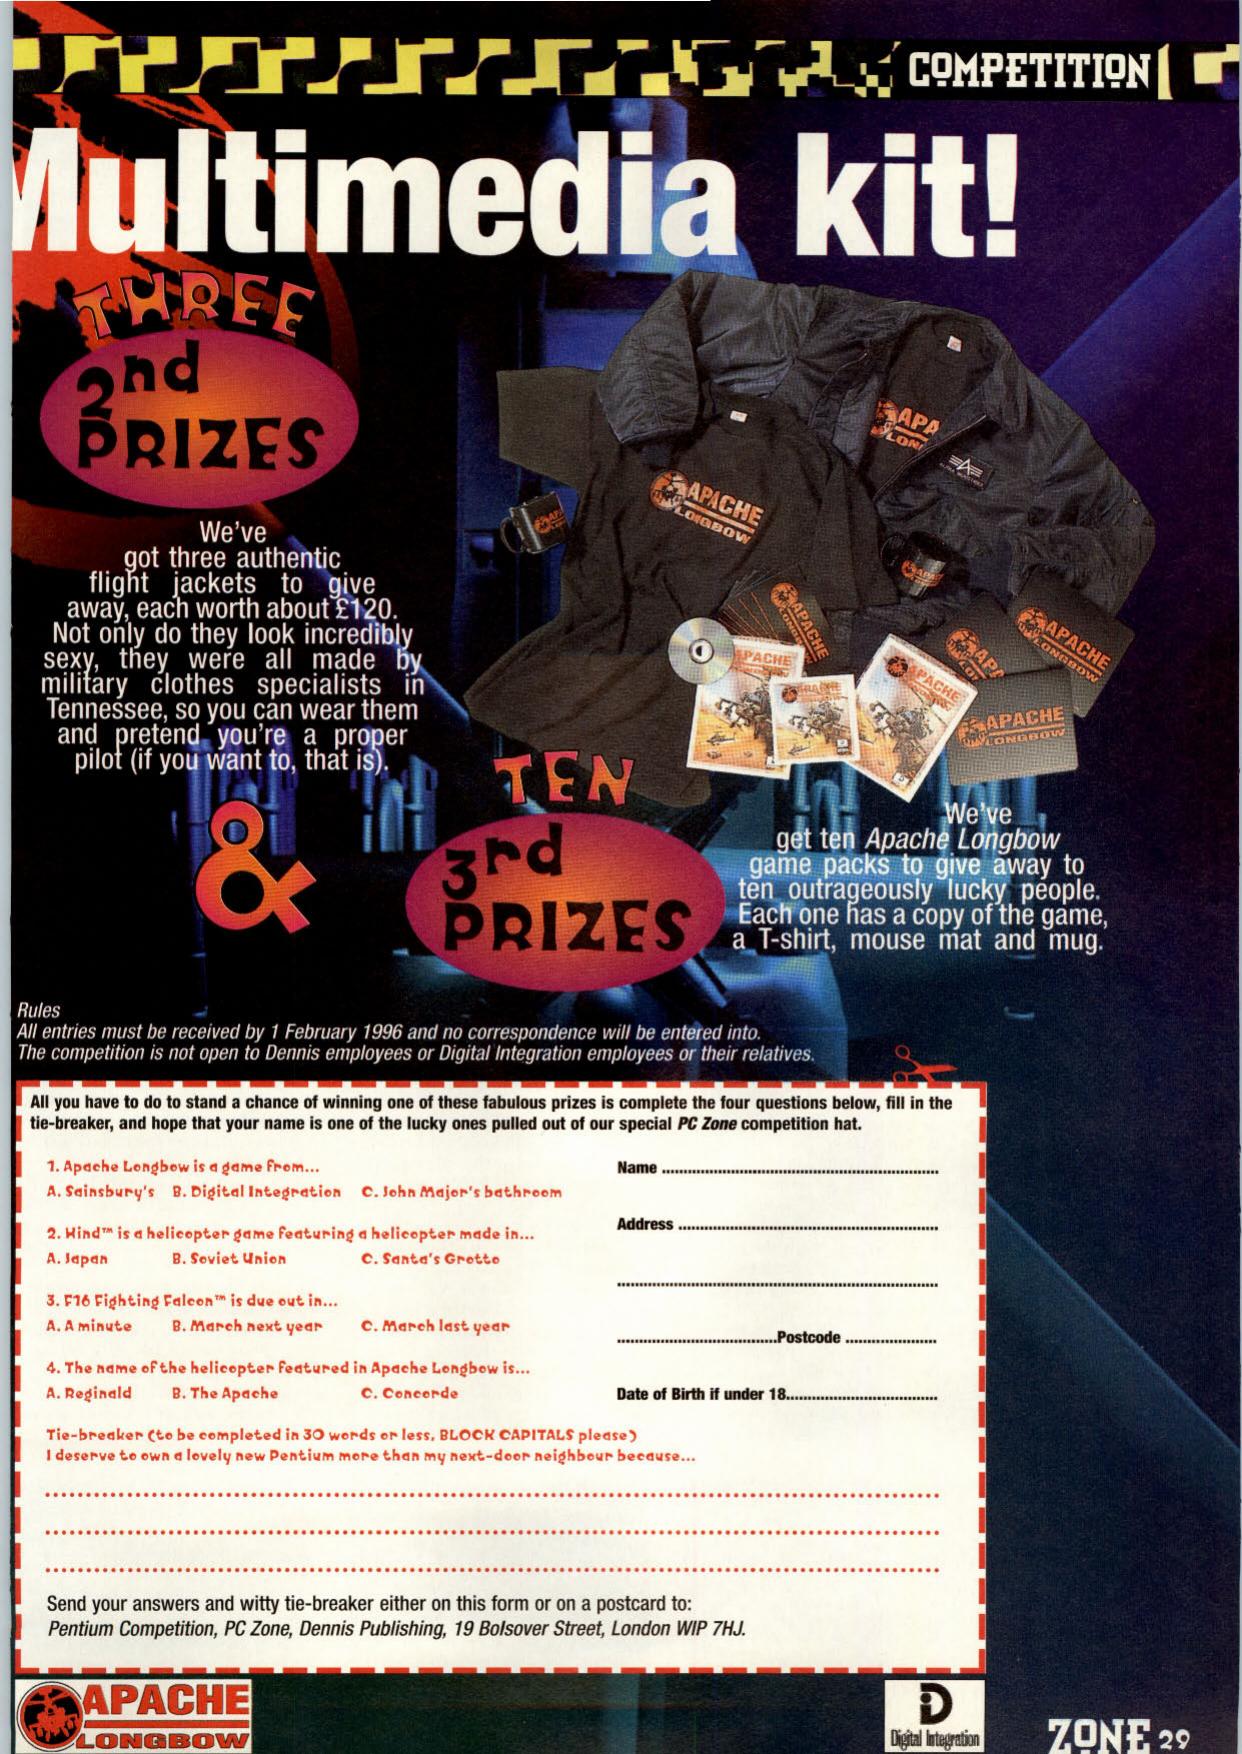 COMPETITION
Multimedia kit!
THREE
2nd
PRIZES
We've
got three authentic
flight jackets to give
away, each worth about £120.
Not only do they look incredibly
sexy, they were all made by
military clothes specialists in
Tennessee, so you can wear them
and pretend you're a proper
pilot (if you want to, that is).
&
APACHE
LONGBOW
APACHE
LONGBOW
APACHE
LONGBOW
TEN
3rd
PRIZES
We've
get ten Apache Longbow
game packs to give away to
ten outrageously lucky people.
Each one has a copy of the game,
a T-shirt, mouse mat and mug.
Rules
All entries must be received by 1 February 1996 and no correspondence will be entered into.
The competition is not open to Dennis employees or Digital Integration employees or their relatives.
All you have to do to stand a chance of winning one of these fabulous prizes is complete the four questions below, fill in the
tie-breaker, and hope that your name is one of the lucky ones pulled out of our special PC Zone competition hat.
1. Apache Longbow is a game from...
A. Sainsbury's B. Digital Integration C. John Major's bathroom
2. Hind™ is a helicopter game featuring a helicopter made in...
A. Japan B. Soviet Union C. Santa's Grotto
3. F16 Fighting Falcon™ is due out in...
A. A minute B. March next year C. March last year
4. The name of the helicopter featured in Apache Longbow is...
A. Reginald B. The Apache C. Concorde
Name
Address
Postcode
Date of Birth if under 18
Tie-breaker (to be completed in 30 words or less, BLOCK CAPITALS please)
I deserve to own a lovely new Pentium more than my next-door neighbour because...
Send your answers and witty tie-breaker either on this form or on a postcard to:
Pentium Competition, PC Zone, Dennis Publishing, 19 Bolsover Street, London WIP 7HJ.
APACHE
LONGBOW
Digital Integration
ZONE 29